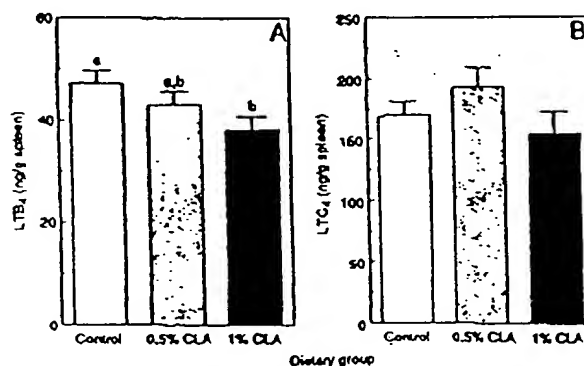 A
B
60
40
20
0
LTB4 (ng/g spleen)
a
a,b
b
Control 0.5% CLA 1% CLA
250
200
150
100
50
0
LTC4 (ng/g spleen)
Control 0.5% CLA 1% CLA
Dietary group